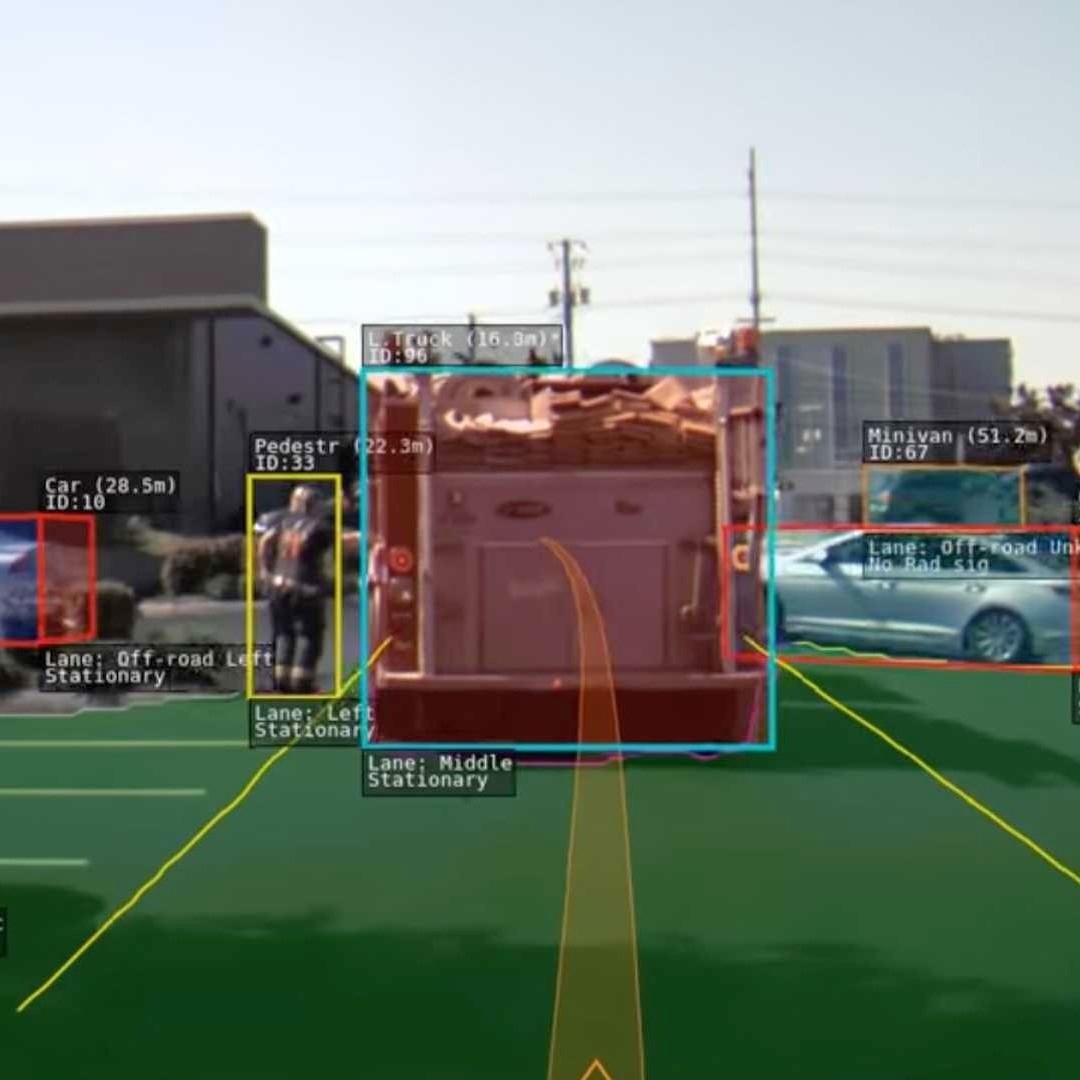 L.Truck (16.8m)*
ID:96
Pedestr (22.3m)
ID:33
Minivan (51.2m)
ID:67
Car (28.5m)
ID:10
Lane: Off-road Unk
No Rad sig
Lane: Off-road Left
Stationary
Lane: Left
Stationary
Lane: Middle
Stationary